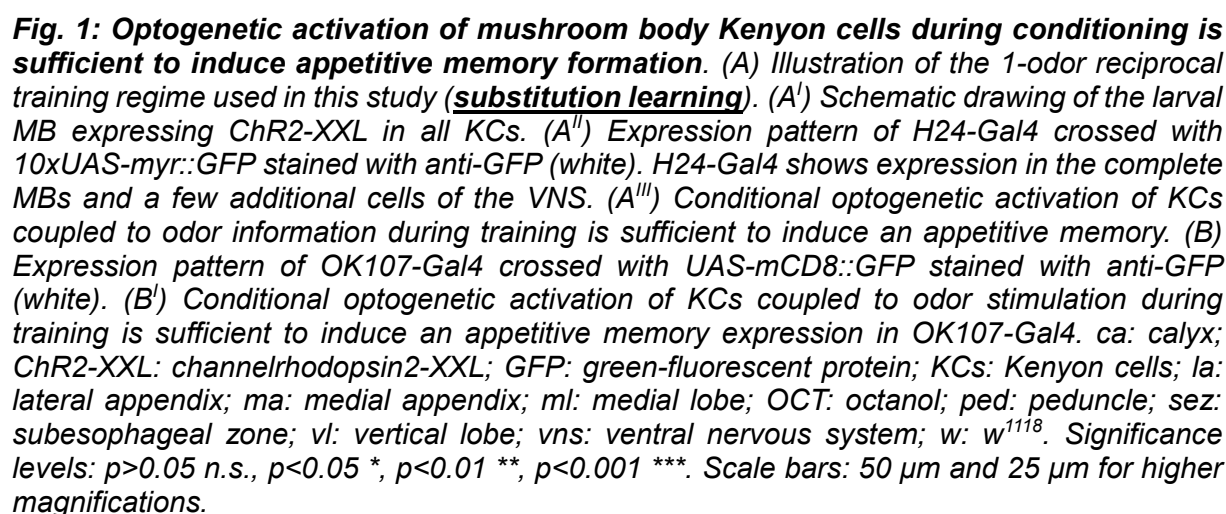 Fig. 1: Optogenetic activation of mushroom body Kenyon cells during conditioning is
sufficient to induce appetitive memory formation. (A) Illustration of the 1-odor reciprocal
training regime used in this study (substitution learning). (Aᴵ) Schematic drawing of the larval
MB expressing ChR2-XXL in all KCs. (Aᴵᴵ) Expression pattern of H24-Gal4 crossed with
10xUAS-myr::GFP stained with anti-GFP (white). H24-Gal4 shows expression in the complete
MBs and a few additional cells of the VNS. (Aᴵᴵᴵ) Conditional optogenetic activation of KCs
coupled to odor information during training is sufficient to induce an appetitive memory. (B)
Expression pattern of OK107-Gal4 crossed with UAS-mCD8::GFP stained with anti-GFP
(white). (Bᴵ) Conditional optogenetic activation of KCs coupled to odor stimulation during
training is sufficient to induce an appetitive memory expression in OK107-Gal4. ca: calyx;
ChR2-XXL: channelrhodopsin2-XXL; GFP: green-fluorescent protein; KCs: Kenyon cells; la:
lateral appendix; ma: medial appendix; ml: medial lobe; OCT: octanol; ped: peduncle; sez:
subesophageal zone; vl: vertical lobe; vns: ventral nervous system; w: w¹¹¹⁸. Significance
levels: p>0.05 n.s., p<0.05 *, p<0.01 **, p<0.001 ***. Scale bars: 50 µm and 25 µm for higher
magnifications.